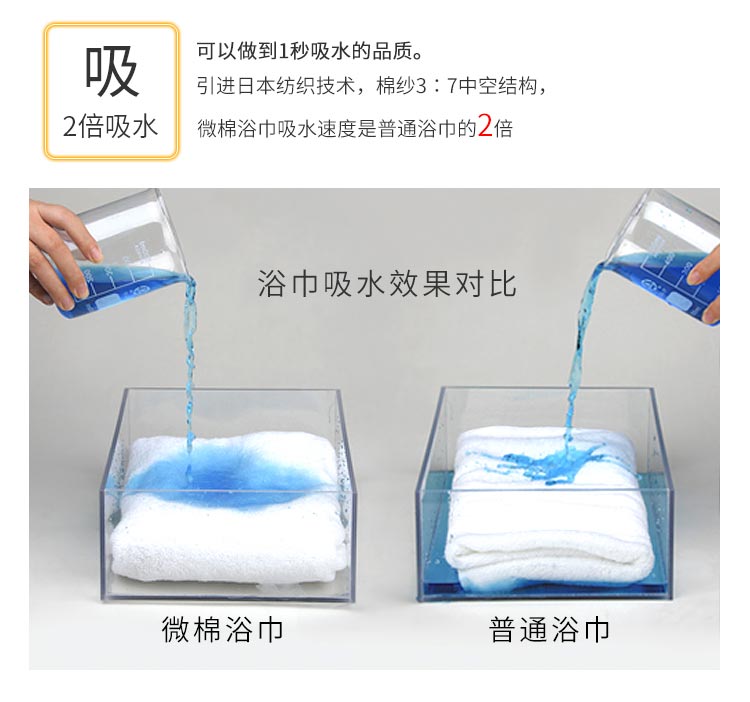 吸
2倍吸水
可以做到1秒吸水的品质。
引进日本纺织技术，棉纱3：7中空结构，
微棉浴巾吸水速度是普通浴巾的2倍
浴巾吸水效果对比
微棉浴巾
普通浴巾